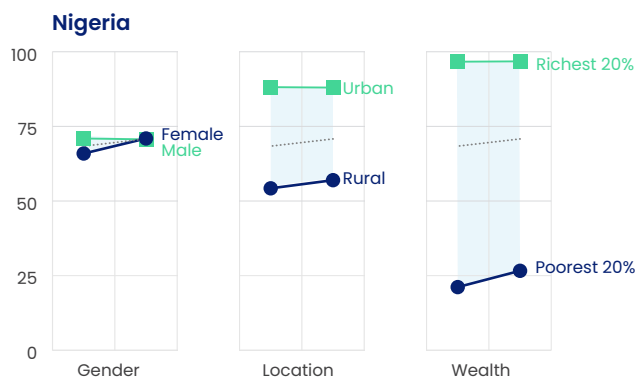 Nigeria
100
75
50
25
0
Female
Male
Gender
Urban
Rural
Location
Richest 20%
Poorest 20%
Wealth